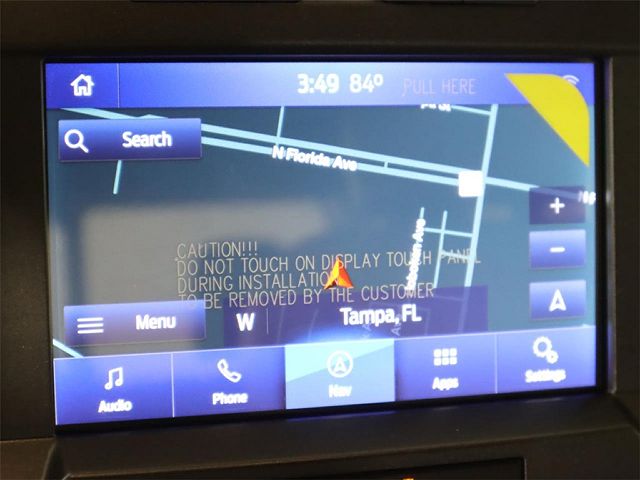 3:49 84° PULL HERE
Search
N Florida Ave
+
CAUTION!!!
DO NOT TOUCH ON DISPLAY TOUCH PANEL
DURING INSTALLATION
TO BE REMOVED BY THE CUSTOMER
−
Menu
W
Tampa, FL
Audio
Phone
Nav
Apps
Settings